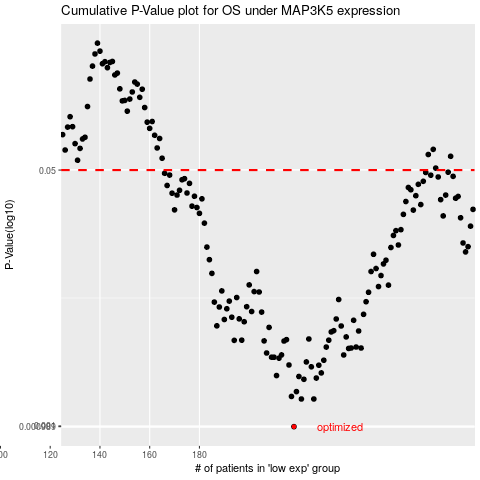 Cumulative P-Value plot for OS under MAP3K5 expression
P-Value(log10)
0.05
optimized
00
120
140
160
180
# of patients in 'low exp' group